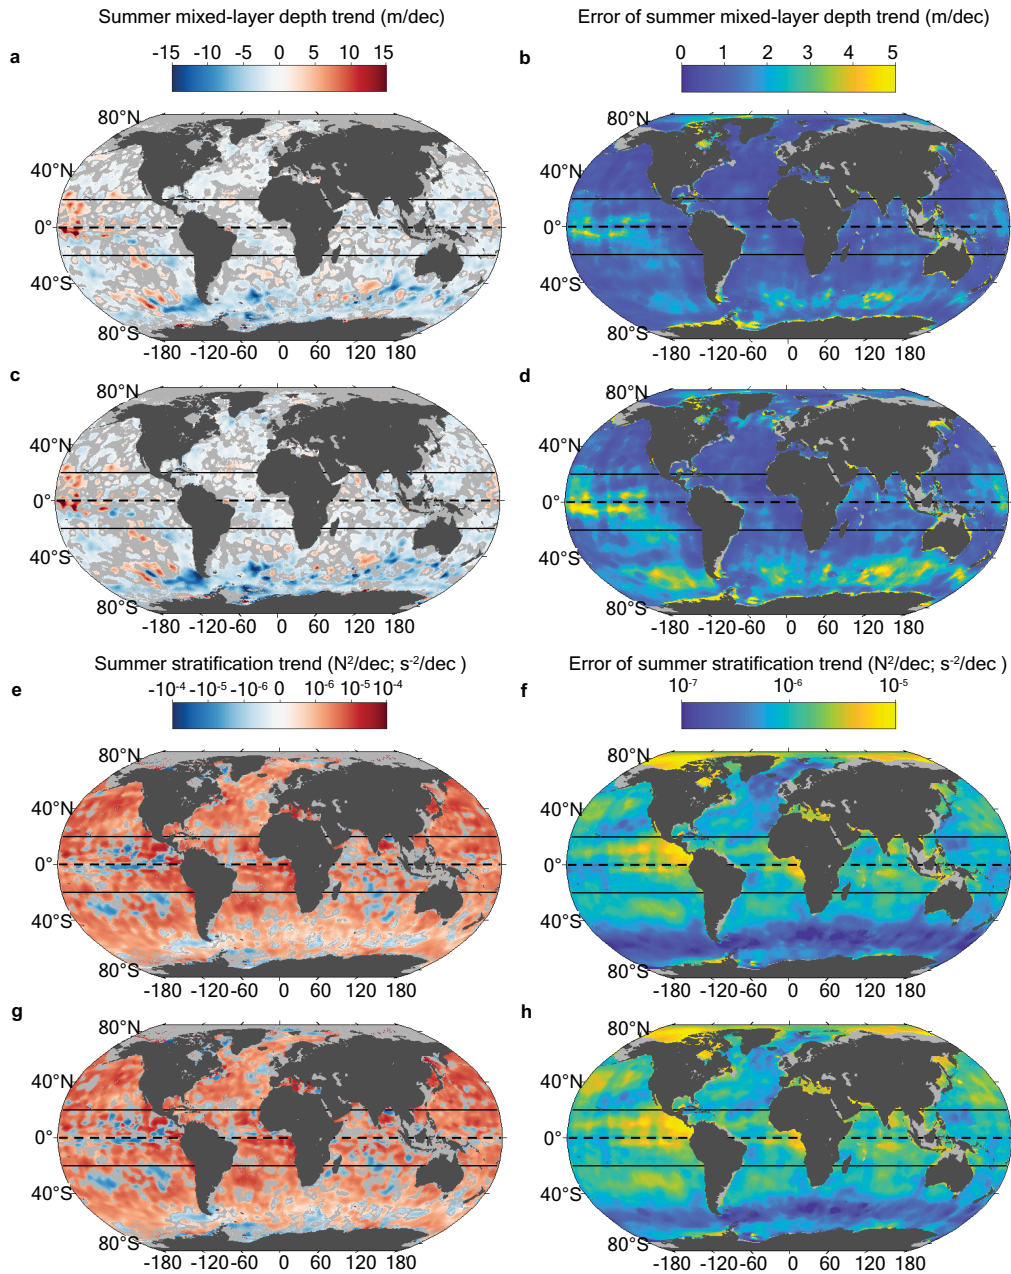 Summer mixed-layer depth trend (m/dec)
Error of summer mixed-layer depth trend (m/dec)
a
-15 -10 -5 0 5 10 15
b
0 1 2 3 4 5
80°N
40°N
0°
40°S
80°S
-180 -120 -60 0 60 120 180
80°N
40°N
0°
40°S
80°S
-180 -120 -60 0 60 120 180
c
80°N
40°N
0°
40°S
80°S
-180 -120 -60 0 60 120 180
d
80°N
40°N
0°
40°S
80°S
-180 -120 -60 0 60 120 180
Summer stratification trend (N²/dec; s⁻²/dec )
Error of summer stratification trend (N²/dec; s⁻²/dec )
e
-10⁻⁴ -10⁻⁵ -10⁻⁶ 0 10⁻⁶ 10⁻⁵ 10⁻⁴
f
10⁻⁷ 10⁻⁶ 10⁻⁵
80°N
40°N
0°
40°S
80°S
-180 -120 -60 0 60 120 180
80°N
40°N
0°
40°S
80°S
-180 -120 -60 0 60 120 180
g
80°N
40°N
0°
40°S
80°S
-180 -120 -60 0 60 120 180
h
80°N
40°N
0°
40°S
80°S
-180 -120 -60 0 60 120 180